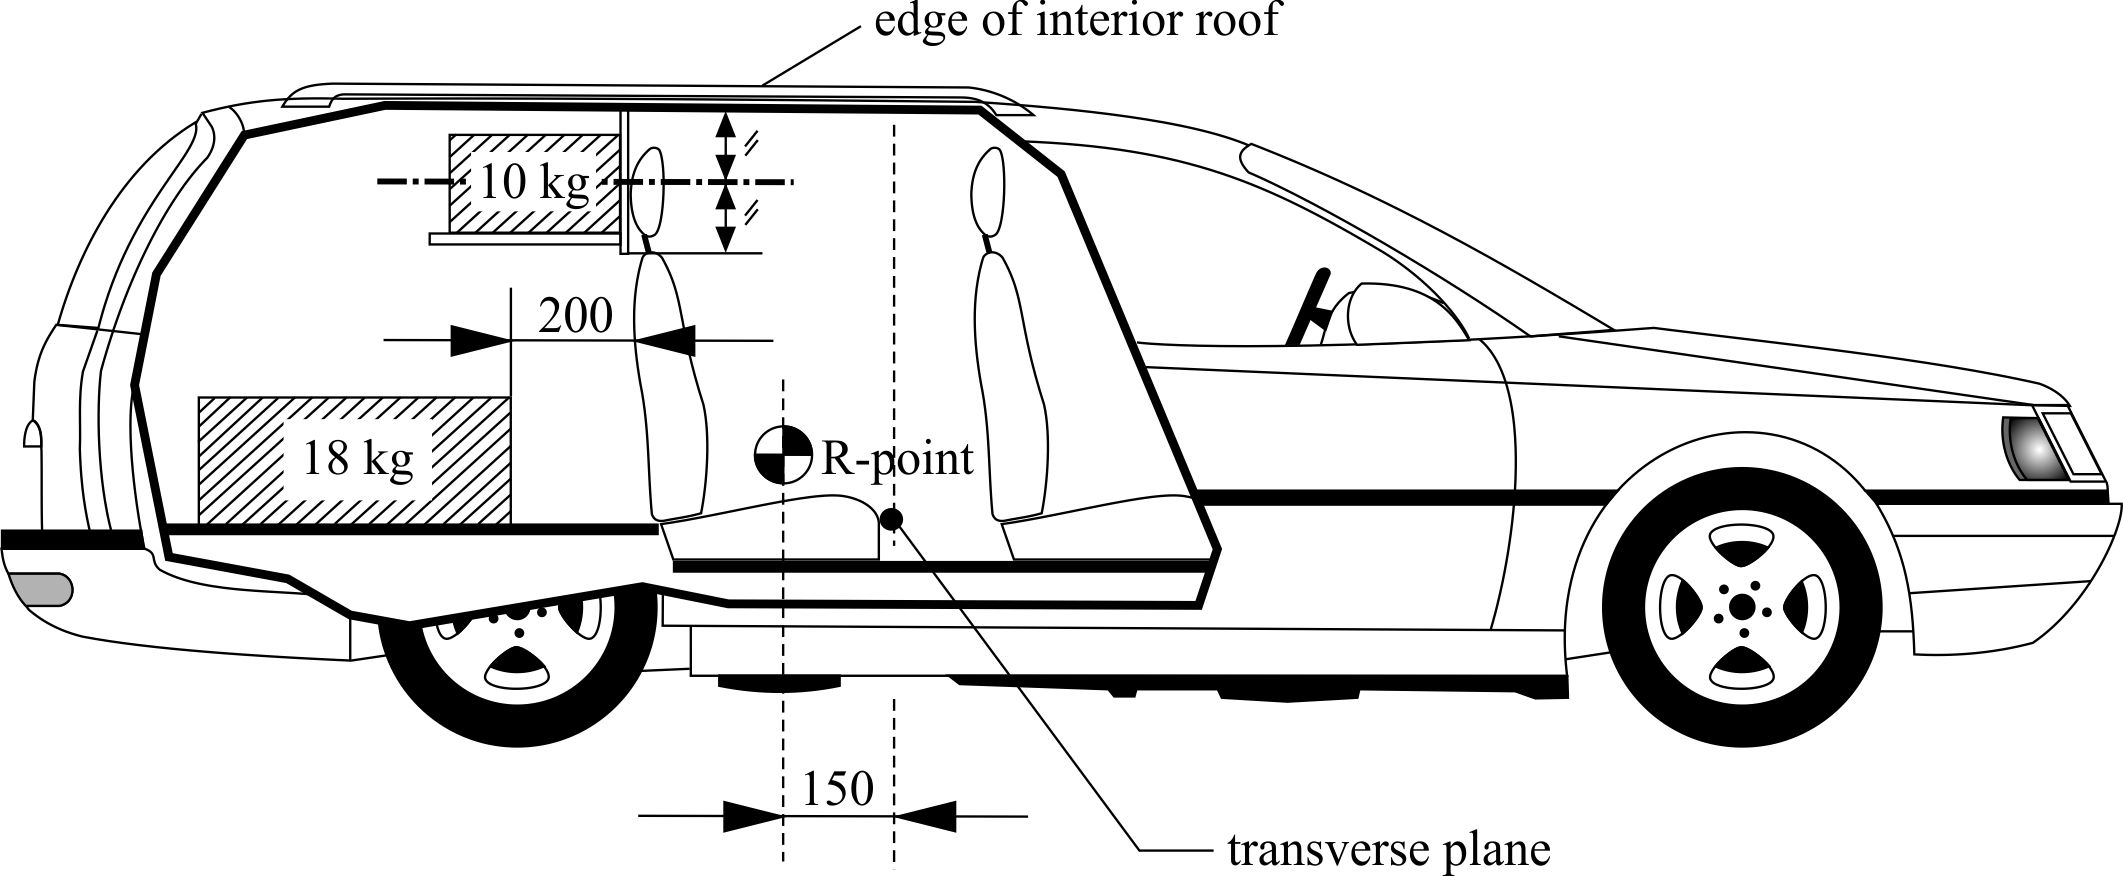 edge of interior roof
10 kg
200
18 kg
R-point
150
transverse plane